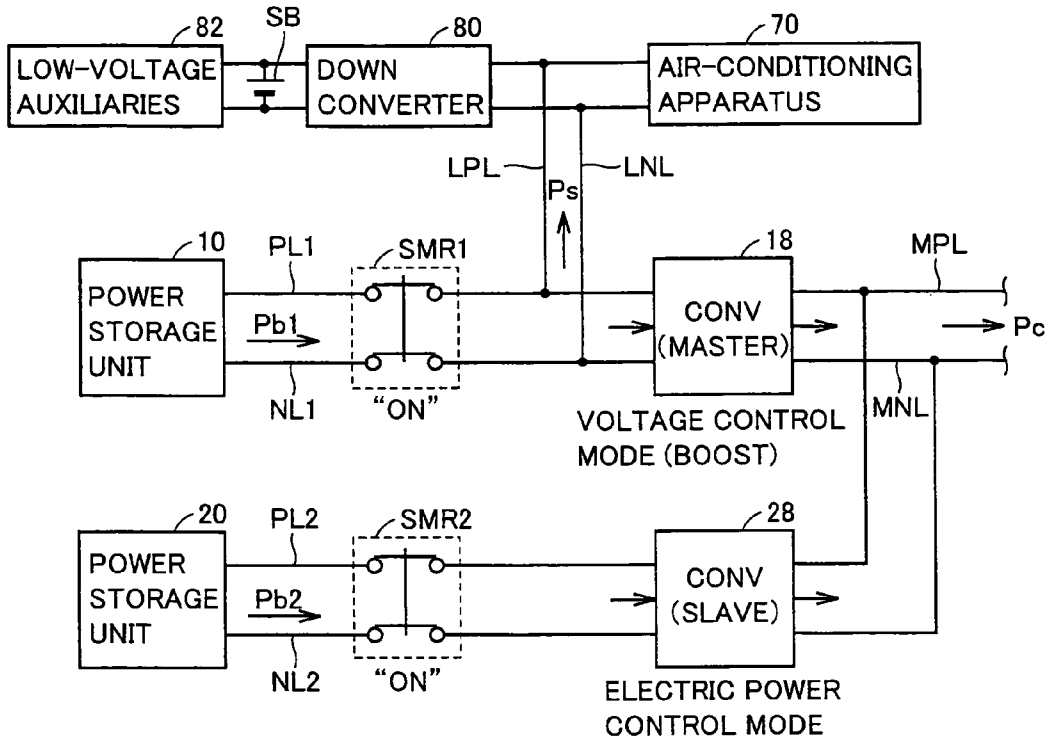 82
SB
80
70
LOW-VOLTAGE
AUXILIARIES
DOWN
CONVERTER
AIR-CONDITIONING
APPARATUS
LPL
Ps
LNL
10
PL1
SMR1
18
MPL
POWER
STORAGE
UNIT
Pb1
CONV
(MASTER)
Pc
NL1
"ON"
MNL
VOLTAGE CONTROL
MODE (BOOST)
20
PL2
SMR2
28
POWER
STORAGE
UNIT
Pb2
CONV
(SLAVE)
NL2
"ON"
ELECTRIC POWER
CONTROL MODE